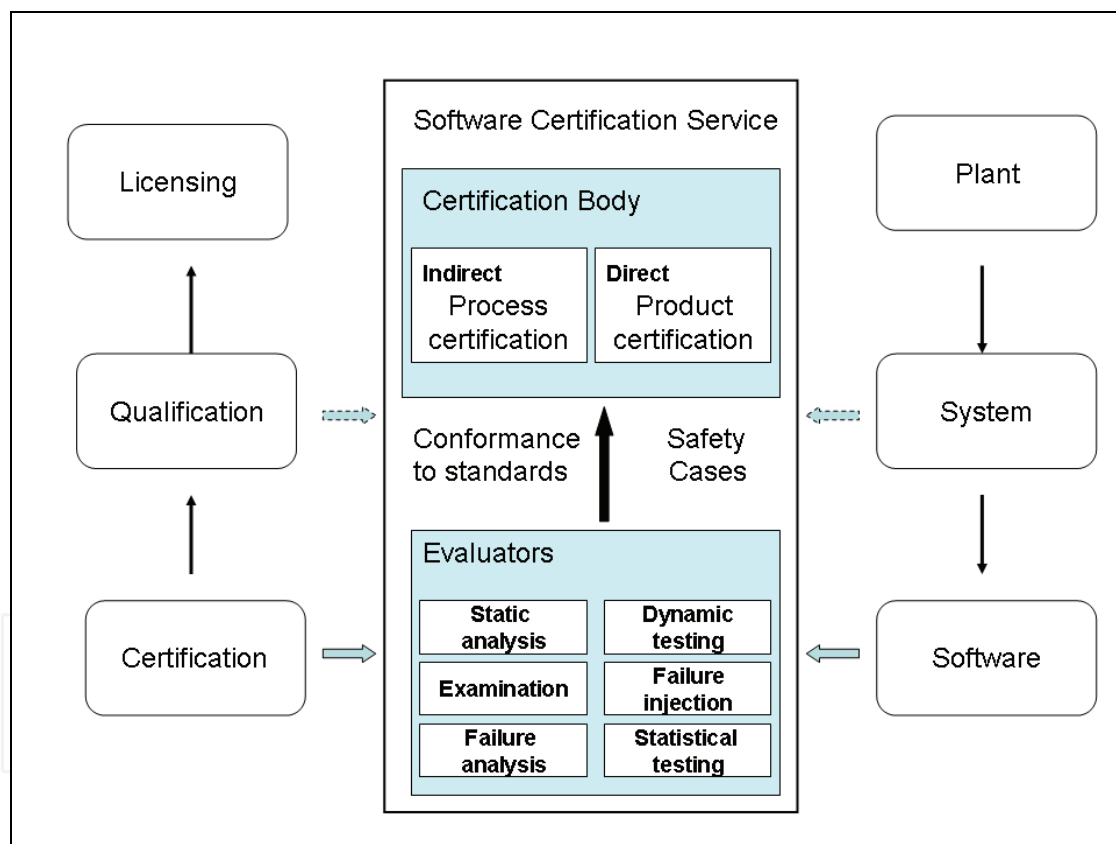 Software Certification Service
Licensing
Plant
Certification Body
Indirect
Process
certification
Direct
Product
certification
Qualification
System
Conformance
to standards
Safety
Cases
Evaluators
Static
analysis
Dynamic
testing
Certification
Software
Examination
Failure
injection
Failure
analysis
Statistical
testing